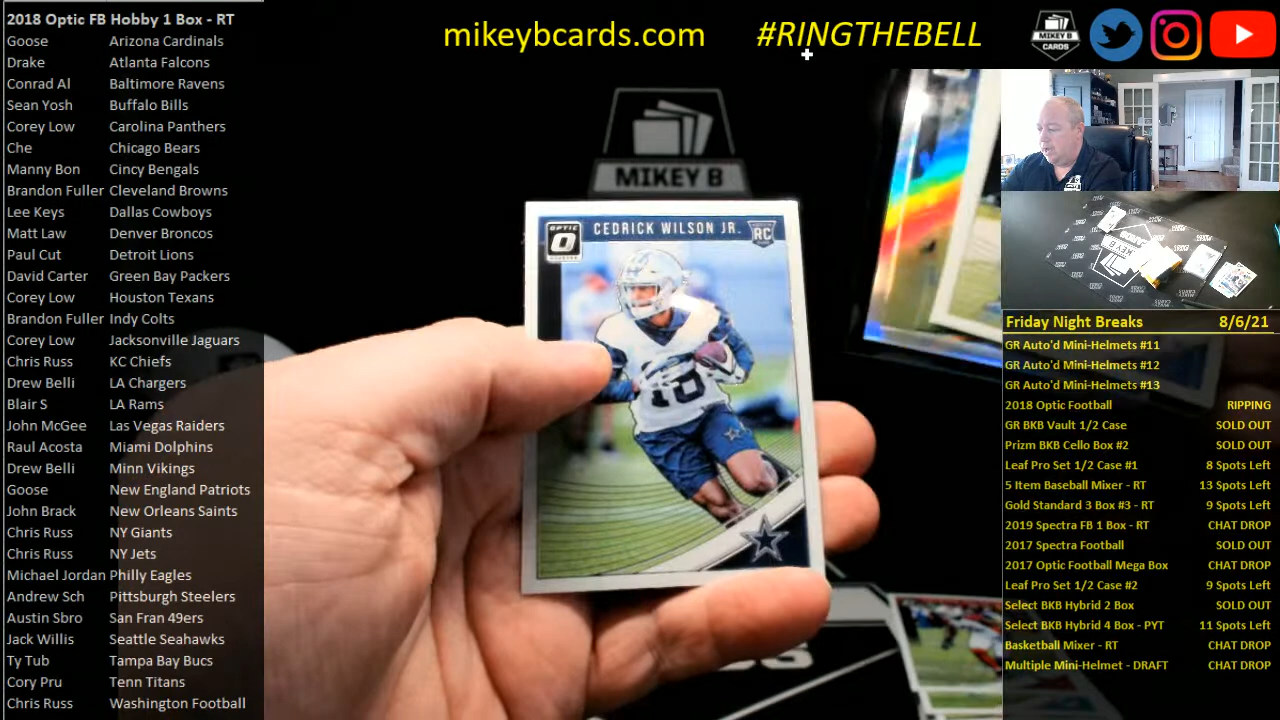 2018 Optic FB Hobby 1 Box - RT
Goose Arizona Cardinals
Drake Atlanta Falcons
Conrad Al Baltimore Ravens
Sean Yosh Buffalo Bills
Corey Low Carolina Panthers
Che Chicago Bears
Manny Bon Cincy Bengals
Brandon Fuller Cleveland Browns
Lee Keys Dallas Cowboys
Matt Law Denver Broncos
Paul Cut Detroit Lions
David Carter Green Bay Packers
Corey Low Houston Texans
Brandon Fuller Indy Colts
Corey Low Jacksonville Jaguars
Chris Russ KC Chiefs
Drew Belli LA Chargers
Blair S LA Rams
John McGee Las Vegas Raiders
Raul Acosta Miami Dolphins
Drew Belli Minn Vikings
Goose New England Patriots
John Brack New Orleans Saints
Chris Russ NY Giants
Chris Russ NY Jets
Michael Jordan Philly Eagles
Andrew Sch Pittsburgh Steelers
Austin Sbro San Fran 49ers
Jack Willis Seattle Seahawks
Ty Tub Tampa Bay Bucs
Cory Pru Tenn Titans
Chris Russ Washington Football
mikeybcards.com #RINGTHEBELL
MIKEY B
CARDS
MIKEY B
OPTIC
CEDRICK WILSON JR. RC
16
Friday Night Breaks 8/6/21
GR Auto'd Mini-Helmets #11
GR Auto'd Mini-Helmets #12
GR Auto'd Mini-Helmets #13
2018 Optic Football RIPPING
GR BKB Vault 1/2 Case SOLD OUT
Prizm BKB Cello Box #2 SOLD OUT
Leaf Pro Set 1/2 Case #1 8 Spots Left
5 Item Baseball Mixer - RT 13 Spots Left
Gold Standard 3 Box #3 - RT 9 Spots Left
2019 Spectra FB 1 Box - RT CHAT DROP
2017 Spectra Football SOLD OUT
2017 Optic Football Mega Box CHAT DROP
Leaf Pro Set 1/2 Case #2 9 Spots Left
Select BKB Hybrid 2 Box SOLD OUT
Select BKB Hybrid 4 Box - PYT 11 Spots Left
Basketball Mixer - RT CHAT DROP
Multiple Mini-Helmet - DRAFT CHAT DROP